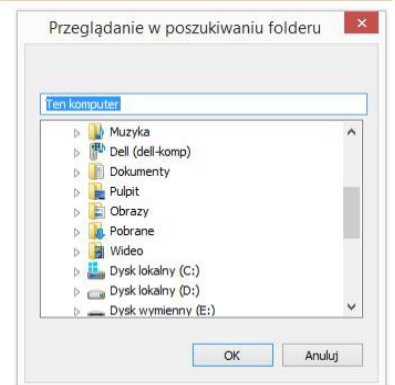 Przeglądanie w poszukiwaniu folderu
Ten komputer
Muzyka
Dell (dell-komp)
Dokumenty
Pulpit
Obrazy
Pobrane
Wideo
Dysk lokalny (C:)
Dysk lokalny (D:)
Dysk wymienny (E:)
OK Anuluj